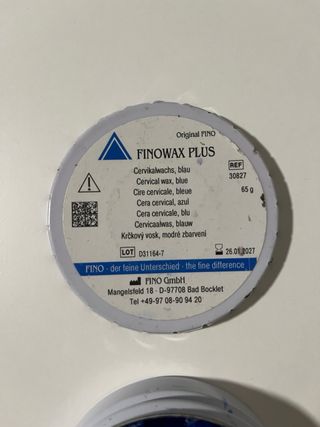 Original FINO
FINOWAX PLUS
Cervikalwachs, blau
Cervical wax, blue
Cire cervicale, bleue
Cera cervical, azul
Cera cervicale, blu
Cervicaalwas, blauw
Krčkový vosk, modré zbarvení
REF
30827
65 g
LOT D31164-7
26.01.2027
FINO - der feine Unterschied - the fine difference
FINO GmbH
Mangelsfeld 18 · D-97708 Bad Bocklet
Tel +49-97 08-90 94 20